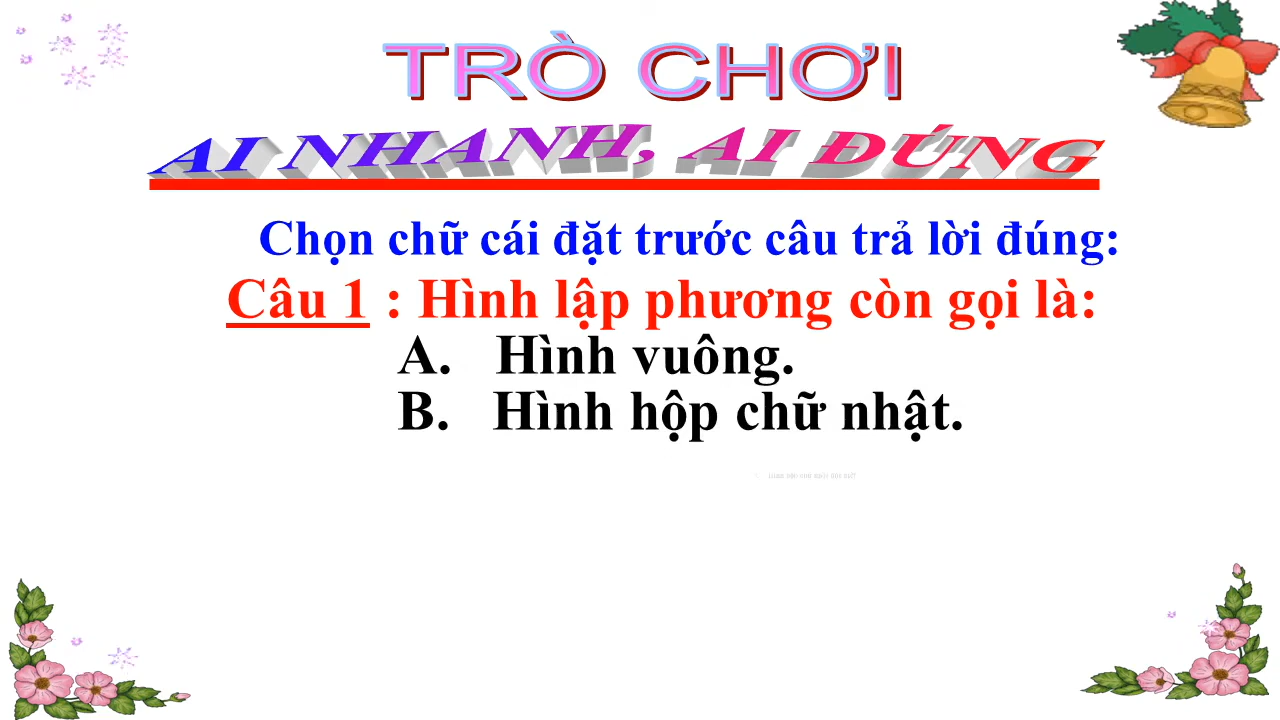 TRÒ CHƠI
AI NHANH, AI ĐÚNG
Chọn chữ cái đặt trước câu trả lời đúng:
Câu 1 : Hình lập phương còn gọi là:
A. Hình vuông.
B. Hình hộp chữ nhật.